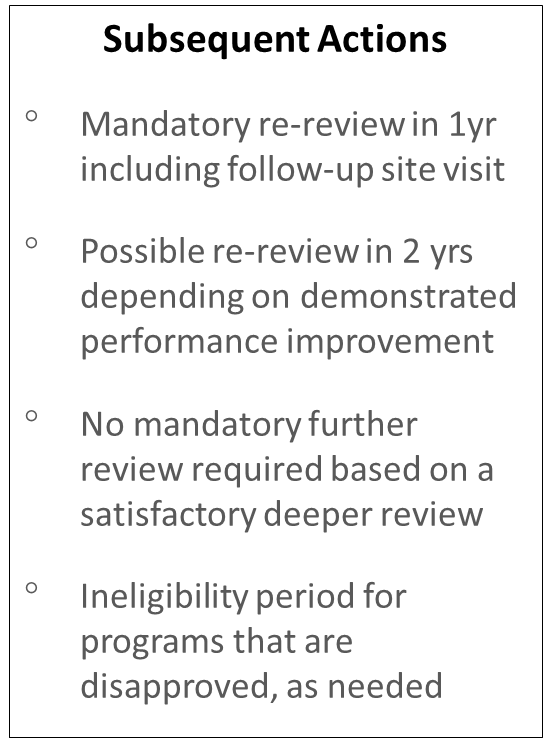 Subsequent Actions
° Mandatory re-review in 1yr
including follow-up site visit
° Possible re-review in 2 yrs
depending on demonstrated
performance improvement
° No mandatory further
review required based on a
satisfactory deeper review
° Ineligibility period for
programs that are
disapproved, as needed